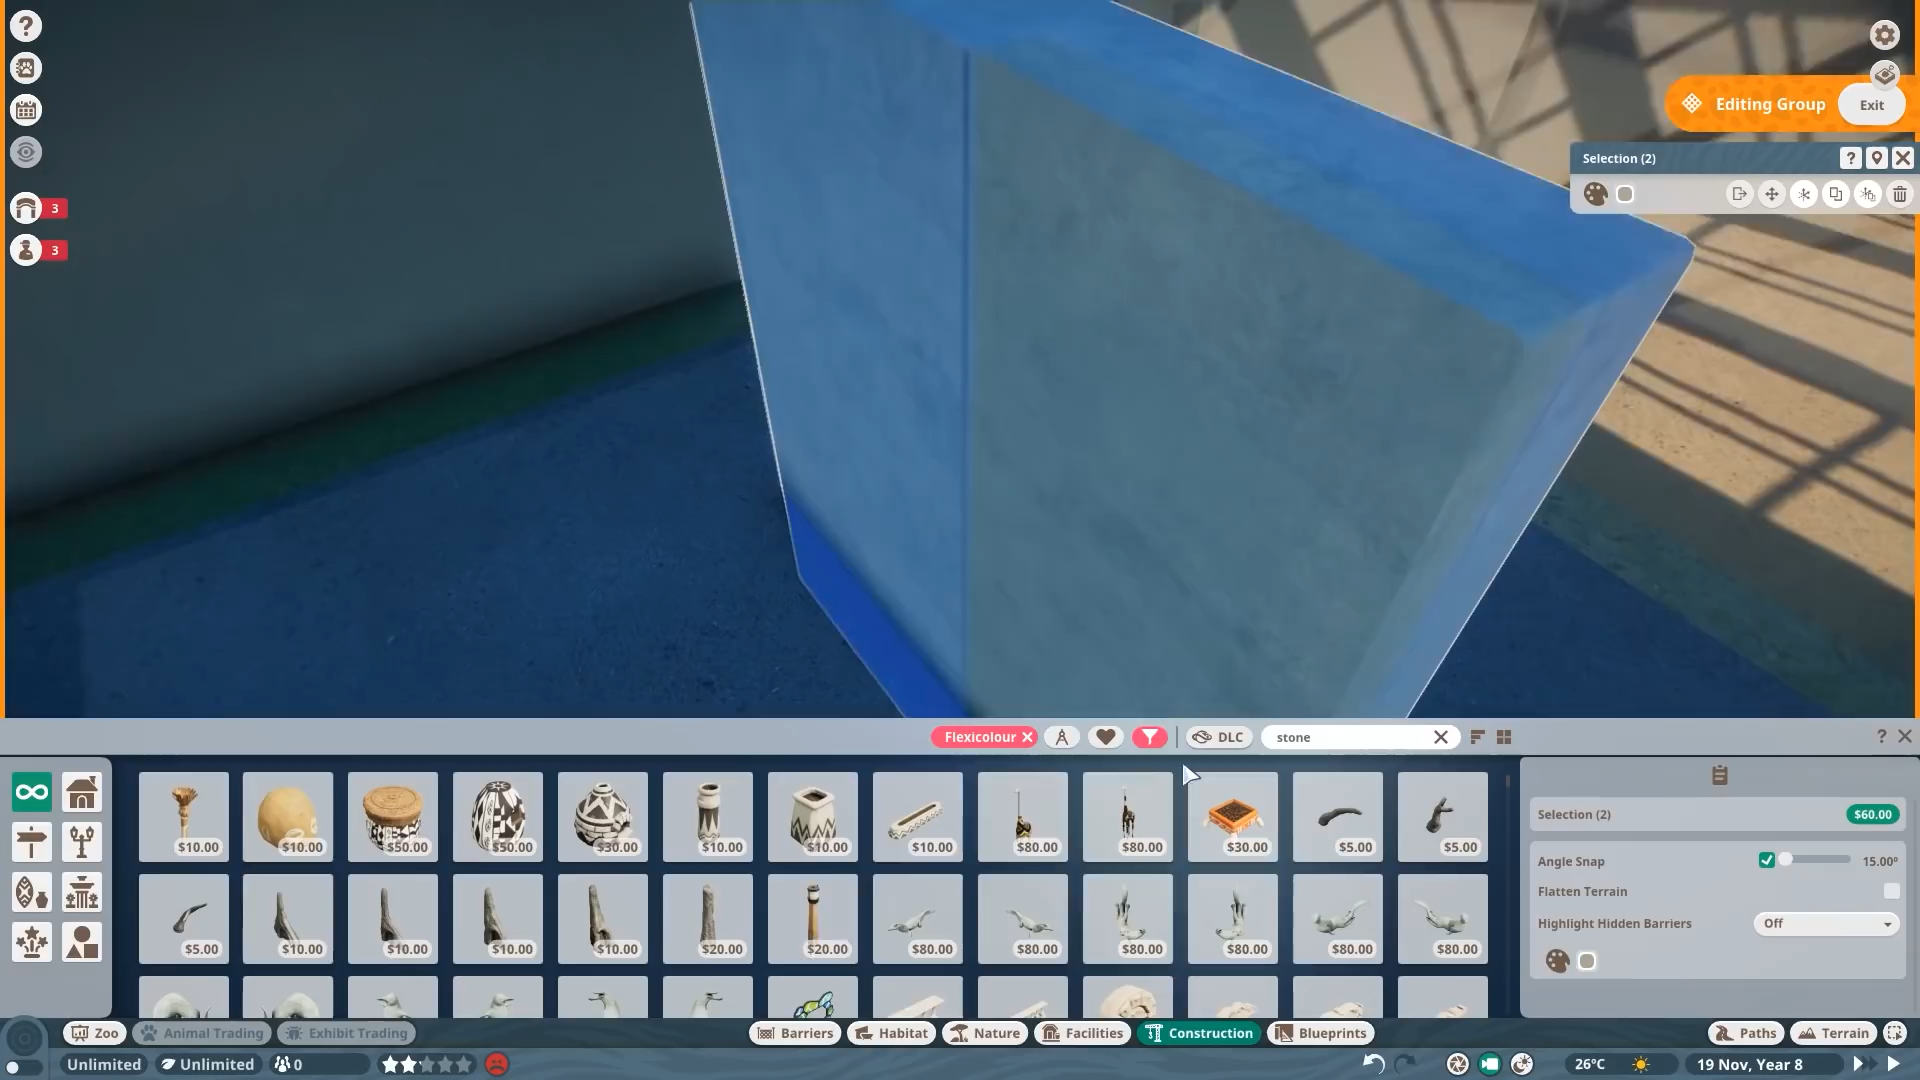 3
3
Editing Group
Exit
Selection (2)
?
?
Flexicolour
DLC
stone
?
$10.00
$10.00
$50.00
$50.00
$30.00
$10.00
$10.00
$10.00
$80.00
$80.00
$30.00
$5.00
$5.00
$5.00
$10.00
$10.00
$10.00
$10.00
$20.00
$20.00
$80.00
$80.00
$80.00
$80.00
$80.00
$80.00
Selection (2)
$60.00
Angle Snap
15.00°
Flatten Terrain
Highlight Hidden Barriers
Off
Zoo
Animal Trading
Exhibit Trading
Barriers
Habitat
Nature
Facilities
Construction
Blueprints
Paths
Terrain
Unlimited
Unlimited
0
26°C
19 Nov, Year 8